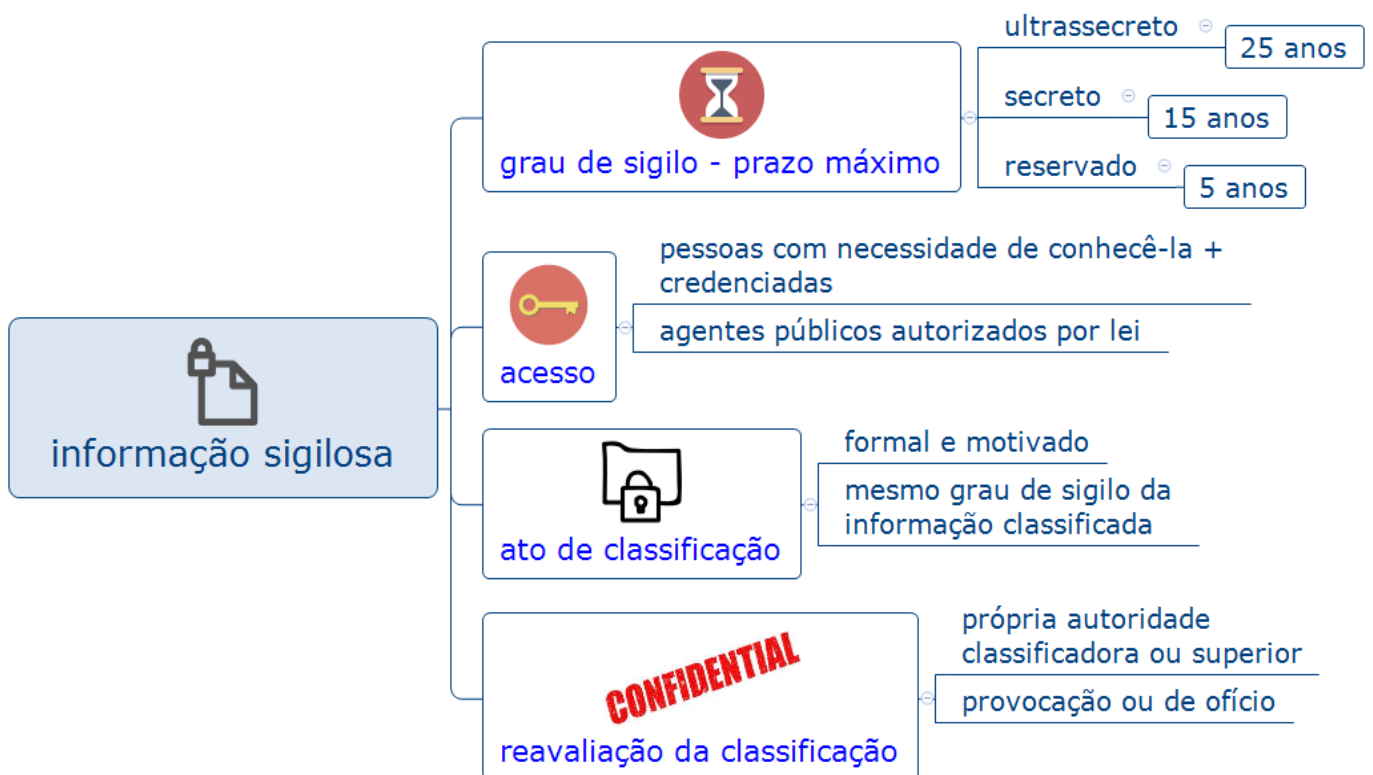 informação sigilosa
grau de sigilo - prazo máximo
ultrassecreto
25 anos
secreto
15 anos
reservado
5 anos
acesso
pessoas com necessidade de conhecê-la +
credenciadas
agentes públicos autorizados por lei
ato de classificação
formal e motivado
mesmo grau de sigilo da
informação classificada
CONFIDENTIAL
reavaliação da classificação
própria autoridade
classificadora ou superior
provocação ou de ofício